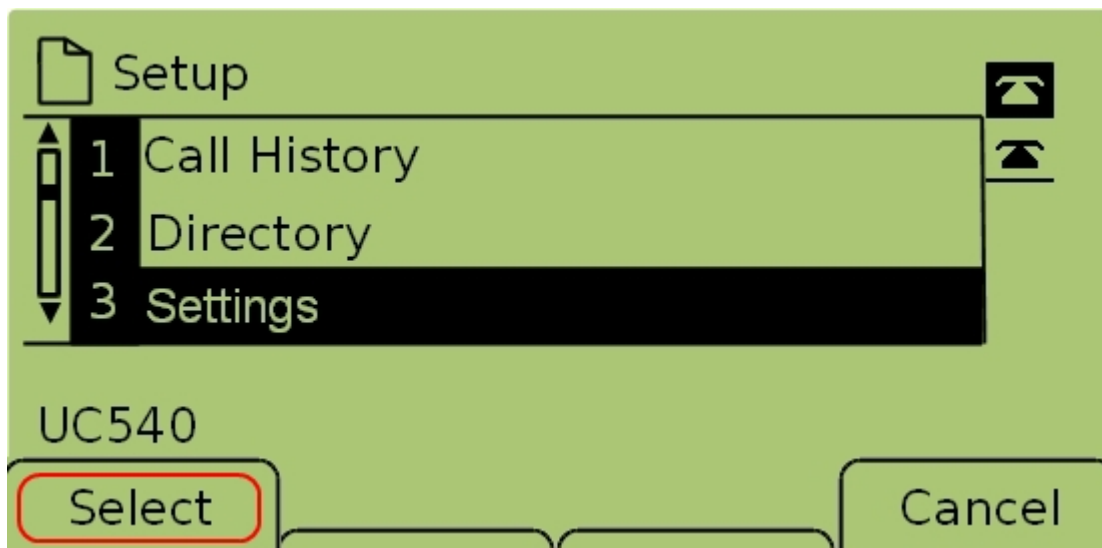 Setup
1 Call History
2 Directory
3 Settings
UC540
Select Cancel